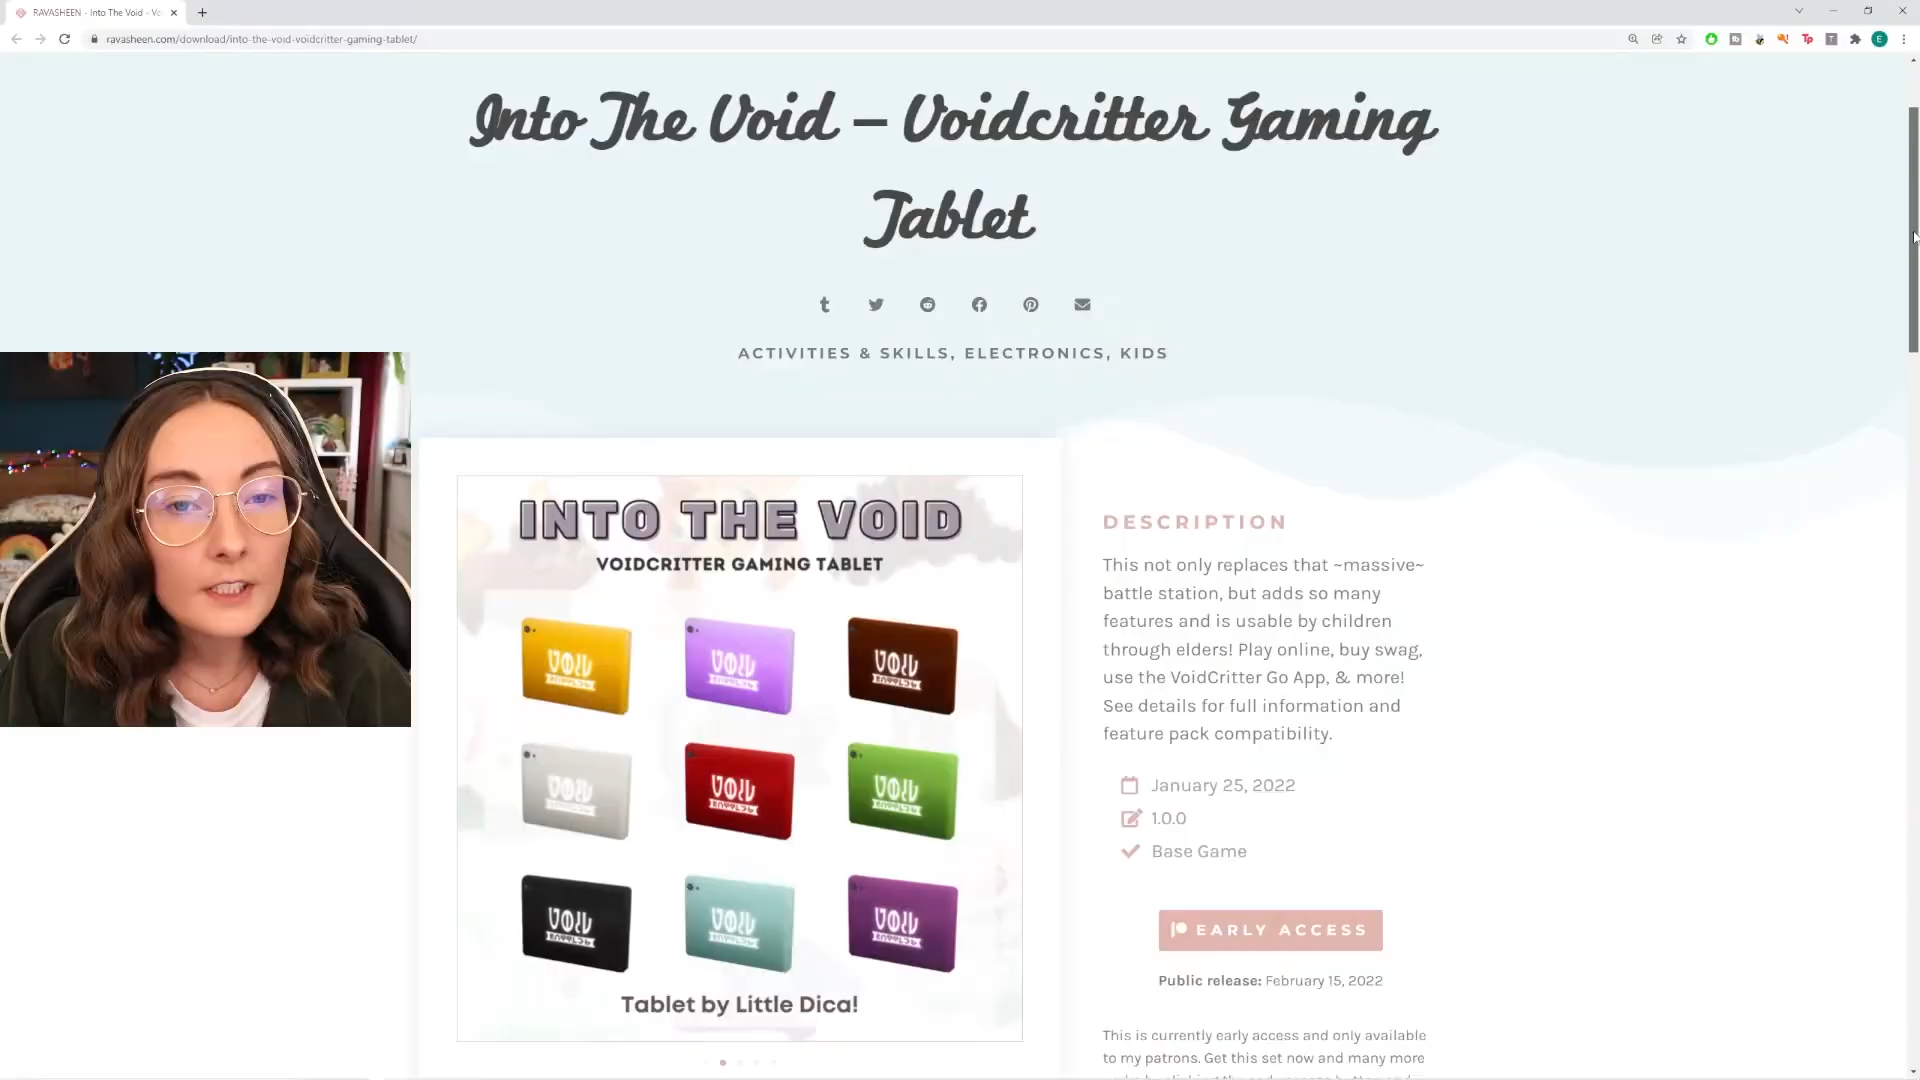 RAVASHEEN - Into The Void - Vo
ravasheen.com/download/into-the-void-voidcritter-gaming-tablet/
Into The Void – Voidcritter Gaming
Tablet
ACTIVITIES & SKILLS, ELECTRONICS, KIDS
INTO THE VOID
VOIDCRITTER GAMING TABLET
Tablet by Little Dica!
DESCRIPTION
This not only replaces that ~massive~
battle station, but adds so many
features and is usable by children
through elders! Play online, buy swag,
use the VoidCritter Go App, & more!
See details for full information and
feature pack compatibility.
January 25, 2022
1.0.0
Base Game
EARLY ACCESS
Public release: February 15, 2022
This is currently early access and only available
to my patrons. Get this set now and many more